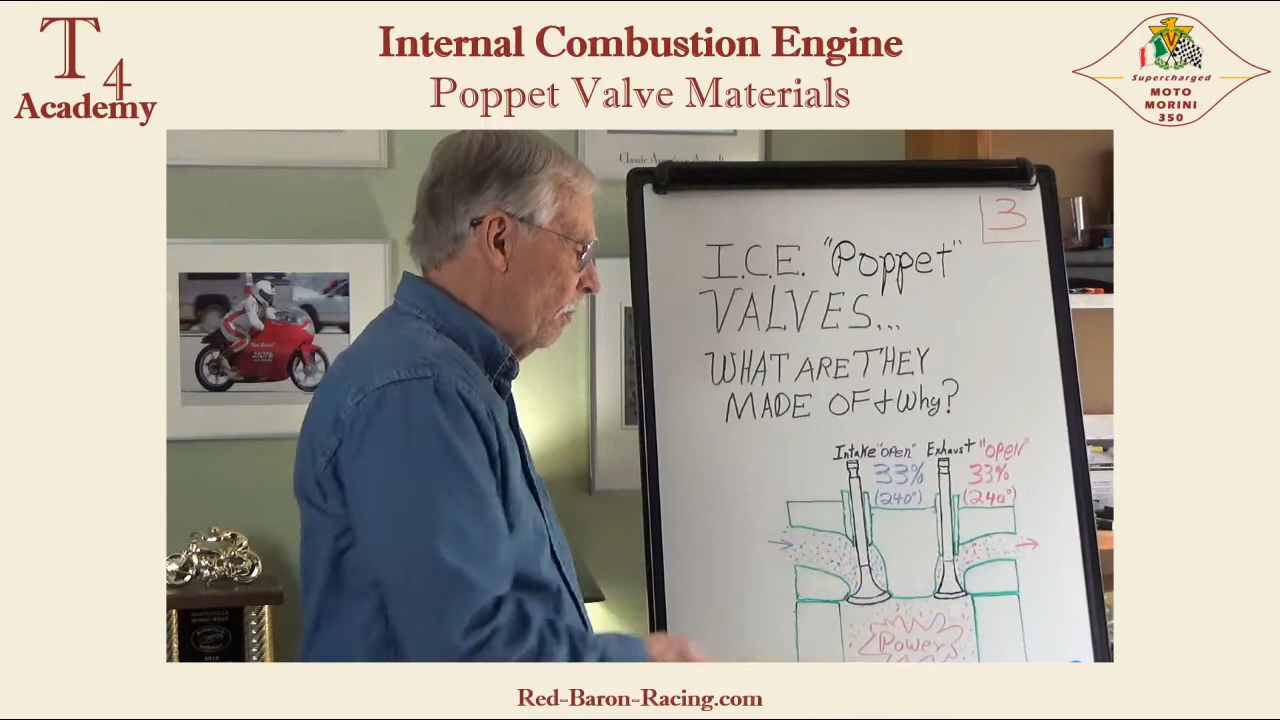 T4
Academy
Internal Combustion Engine
Poppet Valve Materials
Supercharged
MOTO
MORINI
350
Classic
3
I.C.E. "Poppet"
VALVES...
WHAT ARE THEY
MADE OF & Why?
Intake "OPEN" Exhaust "OPEN"
33% 33%
(240°) (240°)
Power
Red-Baron-Racing.com